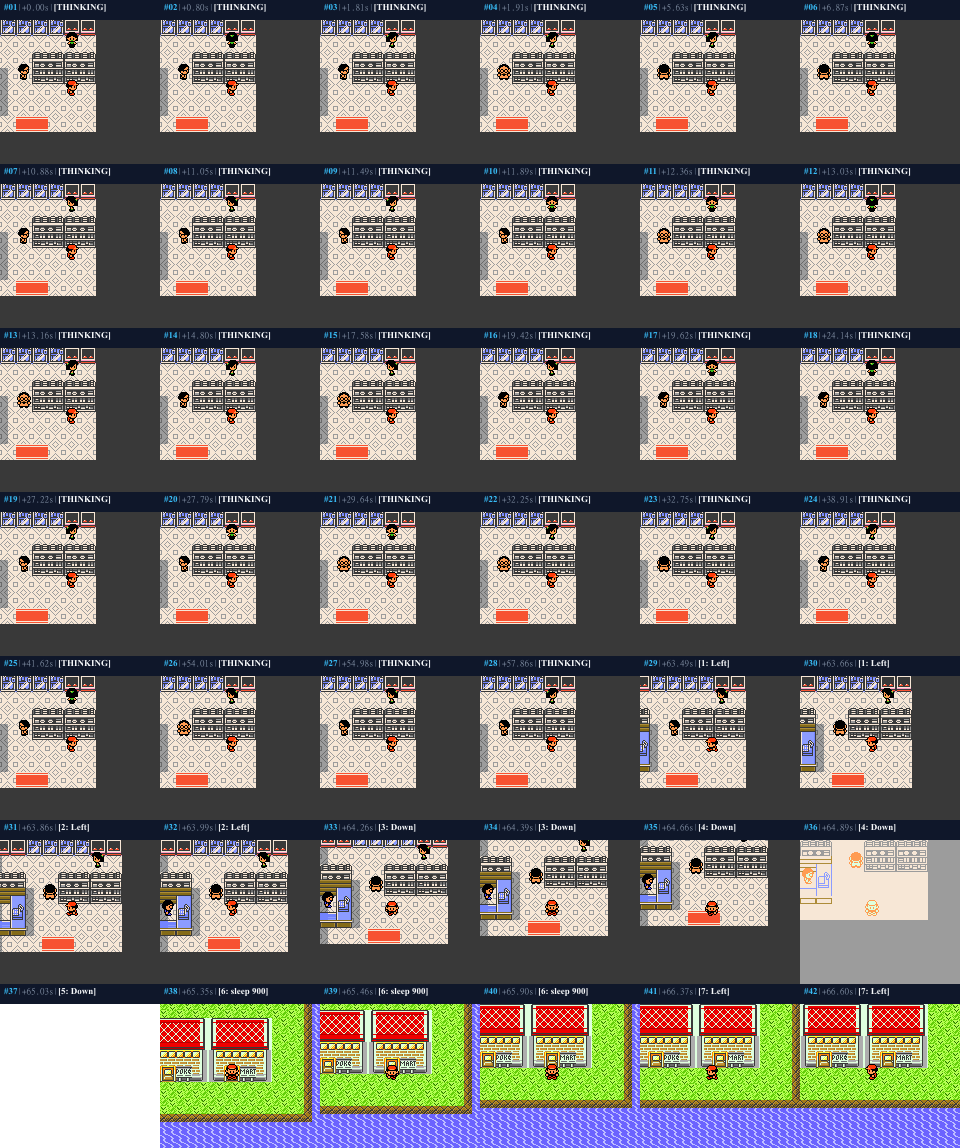 #01|+0.00s|[THINKING] #02|+0.80s|[THINKING] #03|+1.81s|[THINKING] #04|+1.91s|[THINKING] #05|+5.63s|[THINKING] #06|+6.87s|[THINKING]
#07|+10.88s|[THINKING] #08|+11.05s|[THINKING] #09|+11.49s|[THINKING] #10|+11.89s|[THINKING] #11|+12.36s|[THINKING] #12|+13.03s|[THINKING]
#13|+13.16s|[THINKING] #14|+14.80s|[THINKING] #15|+17.58s|[THINKING] #16|+19.42s|[THINKING] #17|+19.62s|[THINKING] #18|+24.14s|[THINKING]
#19|+27.22s|[THINKING] #20|+27.79s|[THINKING] #21|+29.64s|[THINKING] #22|+32.25s|[THINKING] #23|+32.75s|[THINKING] #24|+38.91s|[THINKING]
#25|+41.62s|[THINKING] #26|+54.01s|[THINKING] #27|+54.98s|[THINKING] #28|+57.86s|[THINKING] #29|+63.49s|[1: Left] #30|+63.66s|[1: Left]
#31|+63.86s|[2: Left] #32|+63.99s|[2: Left] #33|+64.26s|[3: Down] #34|+64.39s|[3: Down] #35|+64.66s|[4: Down] #36|+64.89s|[4: Down]
#37|+65.03s|[5: Down] #38|+65.35s|[6: sleep 900] #39|+65.46s|[6: sleep 900] #40|+65.90s|[6: sleep 900] #41|+66.37s|[7: Left] #42|+66.60s|[7: Left]
POKé MART POKé MART POKé MART POKé MART POKé MART